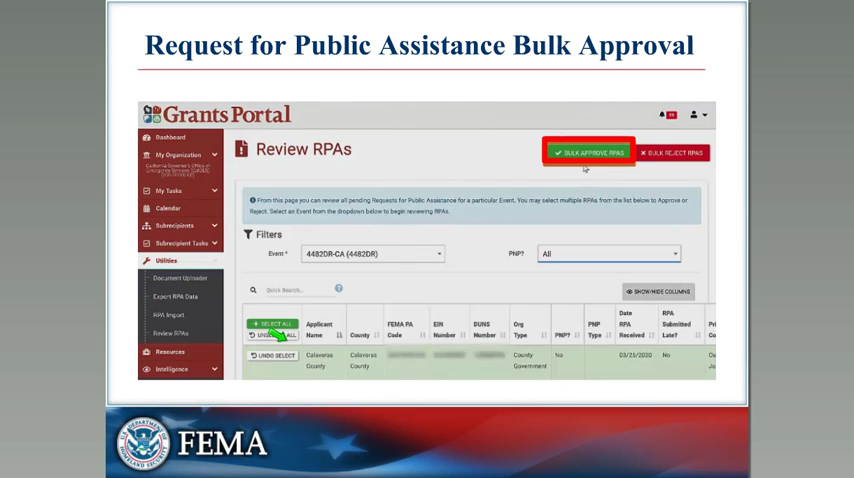 Request for Public Assistance Bulk Approval
Grants Portal
Dashboard
My Organization
My Tasks
Calendar
Subrecipients
Subrecipient Tasks
Utilities
Document Uploader
Export RPA Data
RPA Import
Review RPAs
Resources
Intelligence
Review RPAs
BULK APPROVE RPAS
BULK REJECT RPAS
From this page you can review all pending Requests for Public Assistance for a particular Event. You may select multiple RPAs from the list below to Approve or
Reject. Select an Event from the dropdown below to begin reviewing RPAs.
Filters
Event * 4482DR-CA (4482DR) PNP? All
Quick Search...
SHOW/HIDE COLUMNS
SELECT ALL
Applicant Name County FEMA PA Code EIN Number DUNS Number Org Type PNP? PNP Type Date RPA Received RPA Submitted Late?
UNDO SELECT Calaveras County Calaveras County County Government No 03/25/2020 No
FEMA